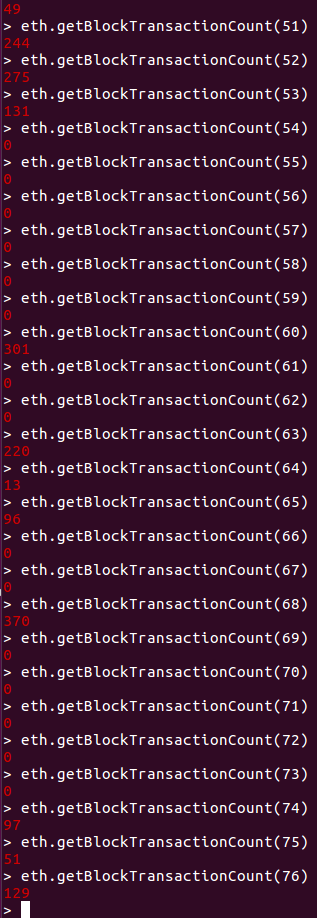 49
> eth.getBlockTransactionCount(51)
244
> eth.getBlockTransactionCount(52)
275
> eth.getBlockTransactionCount(53)
131
> eth.getBlockTransactionCount(54)
0
> eth.getBlockTransactionCount(55)
0
> eth.getBlockTransactionCount(56)
0
> eth.getBlockTransactionCount(57)
0
> eth.getBlockTransactionCount(58)
0
> eth.getBlockTransactionCount(59)
0
> eth.getBlockTransactionCount(60)
301
> eth.getBlockTransactionCount(61)
0
> eth.getBlockTransactionCount(62)
0
> eth.getBlockTransactionCount(63)
220
> eth.getBlockTransactionCount(64)
13
> eth.getBlockTransactionCount(65)
96
> eth.getBlockTransactionCount(66)
0
> eth.getBlockTransactionCount(67)
0
> eth.getBlockTransactionCount(68)
370
> eth.getBlockTransactionCount(69)
0
> eth.getBlockTransactionCount(70)
0
> eth.getBlockTransactionCount(71)
0
> eth.getBlockTransactionCount(72)
0
> eth.getBlockTransactionCount(73)
0
> eth.getBlockTransactionCount(74)
97
> eth.getBlockTransactionCount(75)
51
> eth.getBlockTransactionCount(76)
129
>